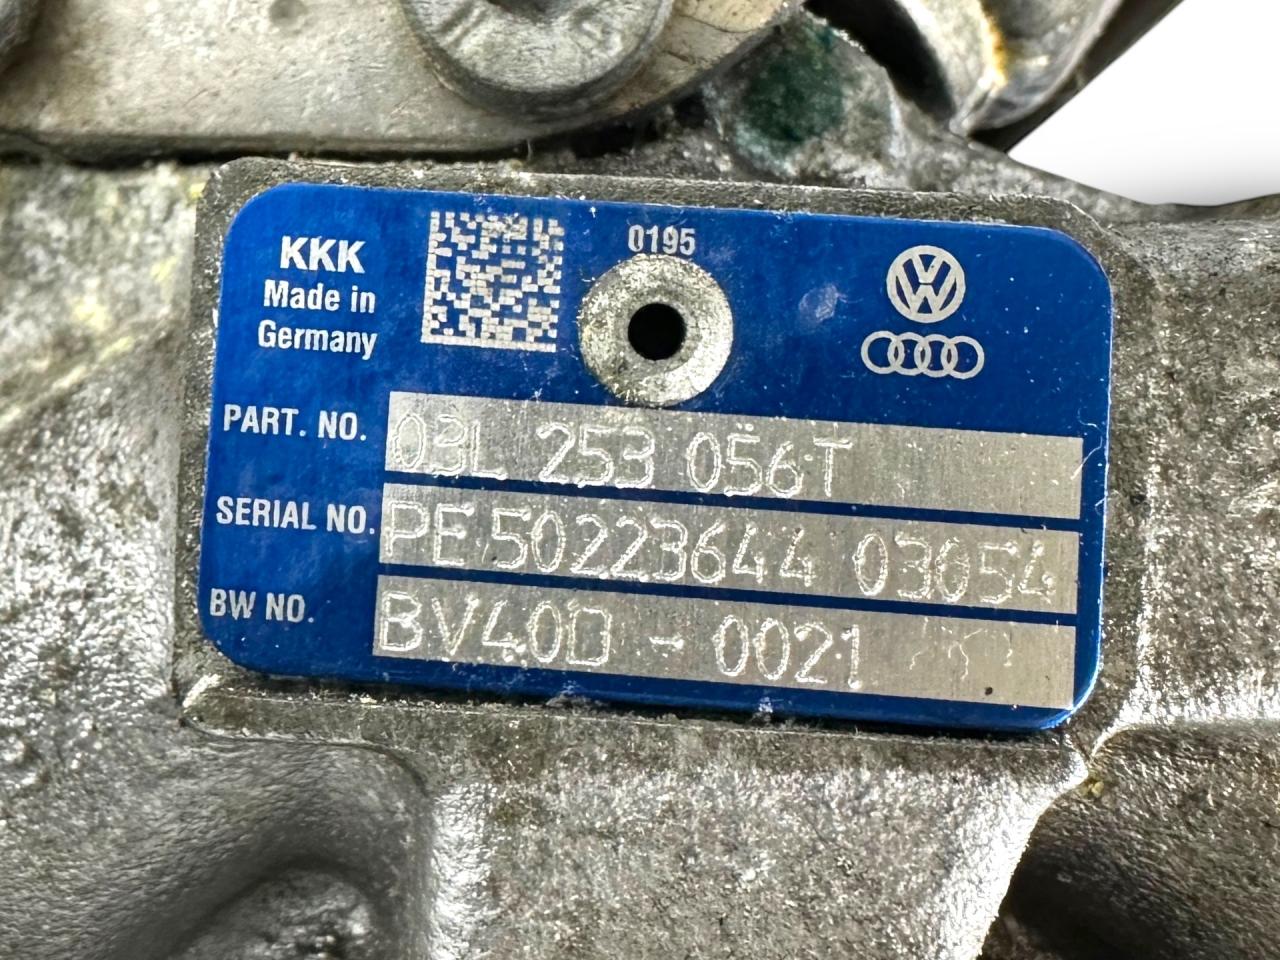 0195
KKK
Made in
Germany
PART. NO. 03L 253 056T
SERIAL NO. PE 50223644 03054
BW NO. BV40D - 0021